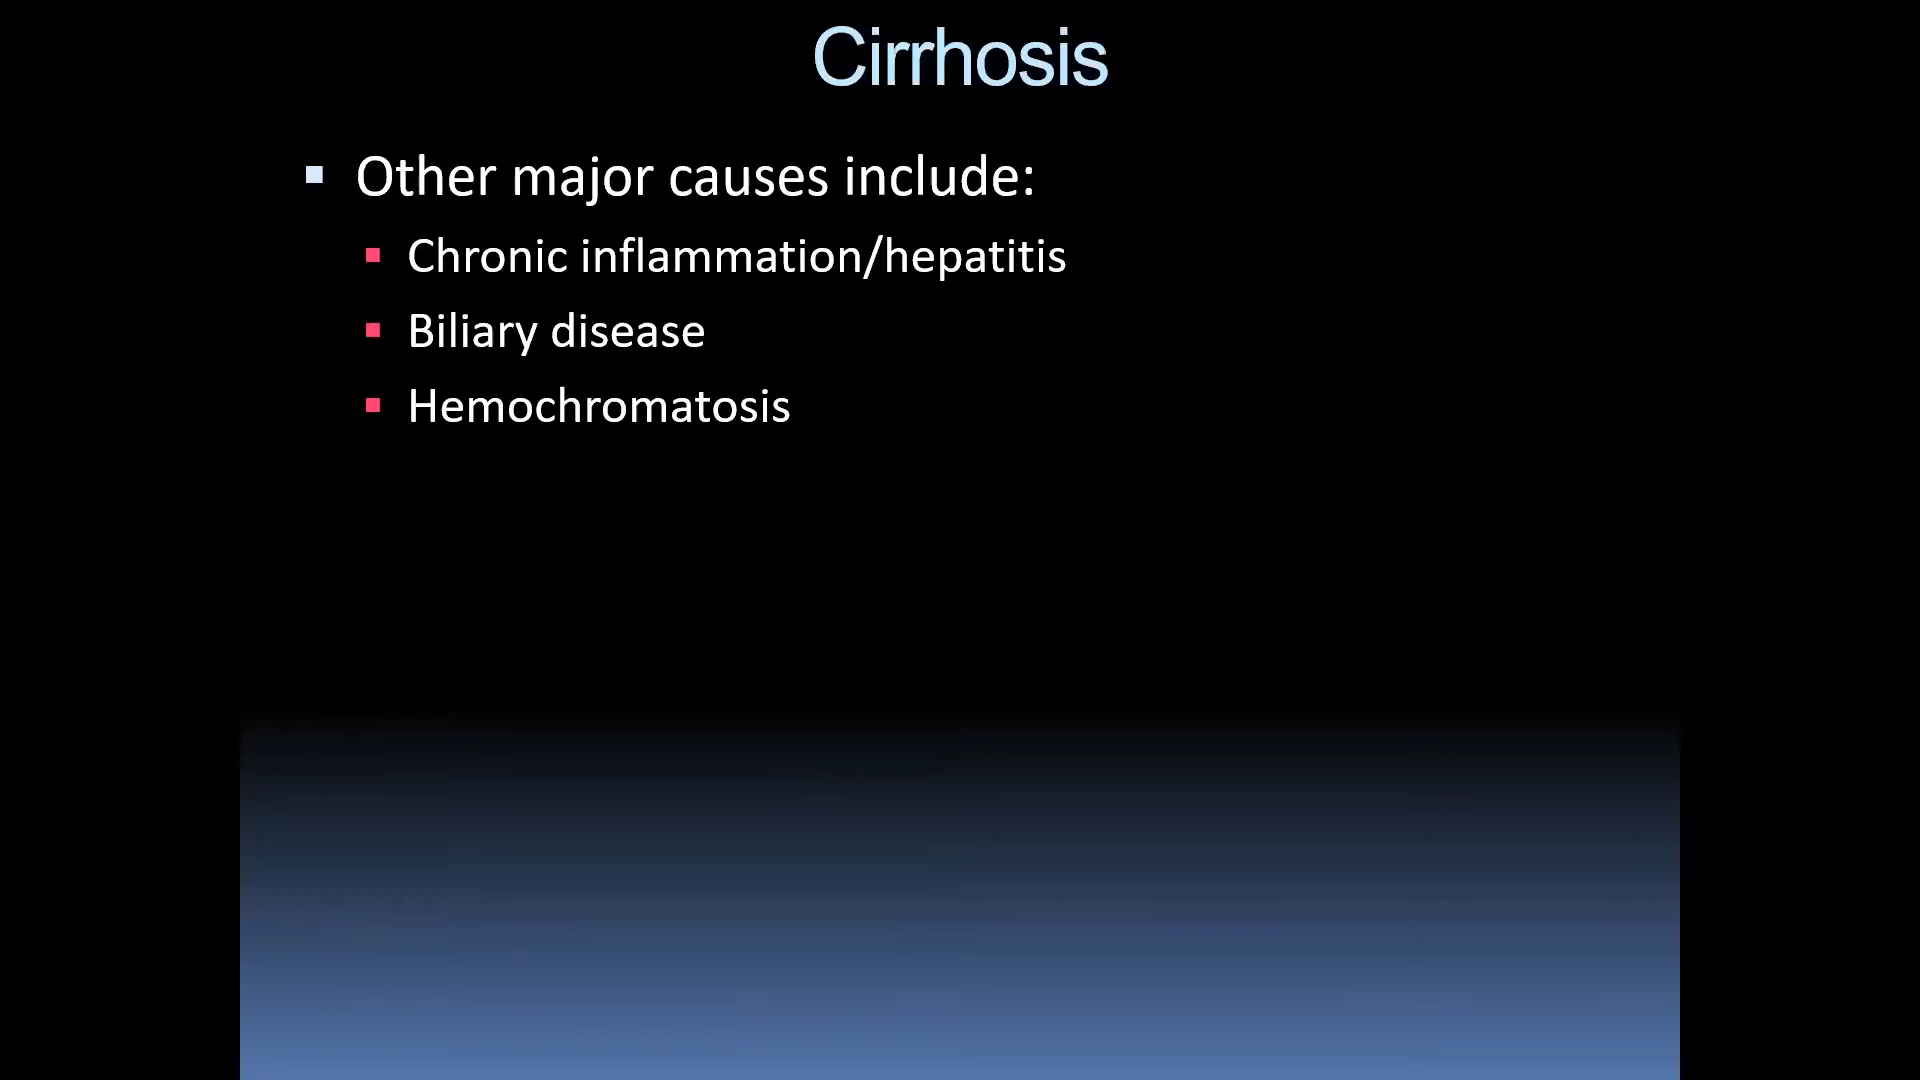 Cirrhosis
Other major causes include:
Chronic inflammation/hepatitis
Biliary disease
Hemochromatosis